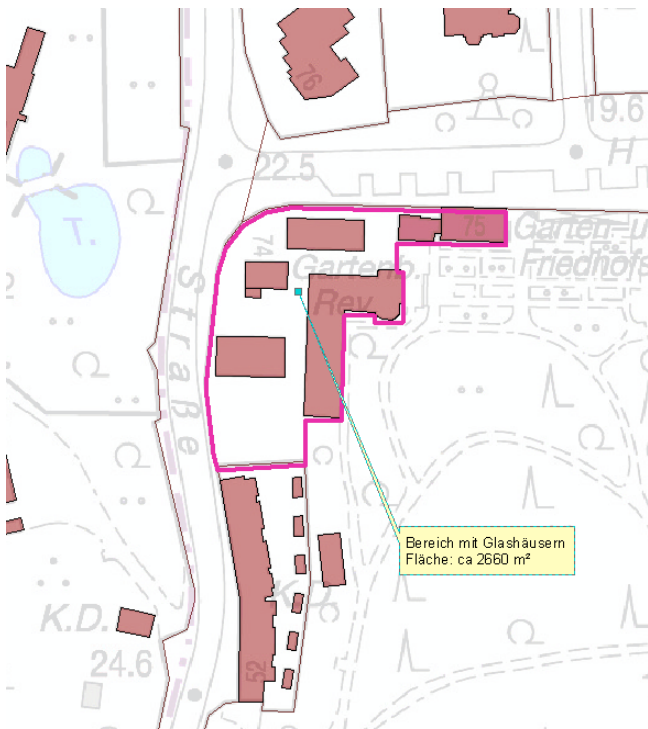 76
19.6
22.5
H
T.
74
75
Garten- u
Gartenb.
Friedhofs
Rev.
Straße
Bereich mit Glashäusern
Fläche: ca 2660 m²
K.D.
K.D.
24.6
52